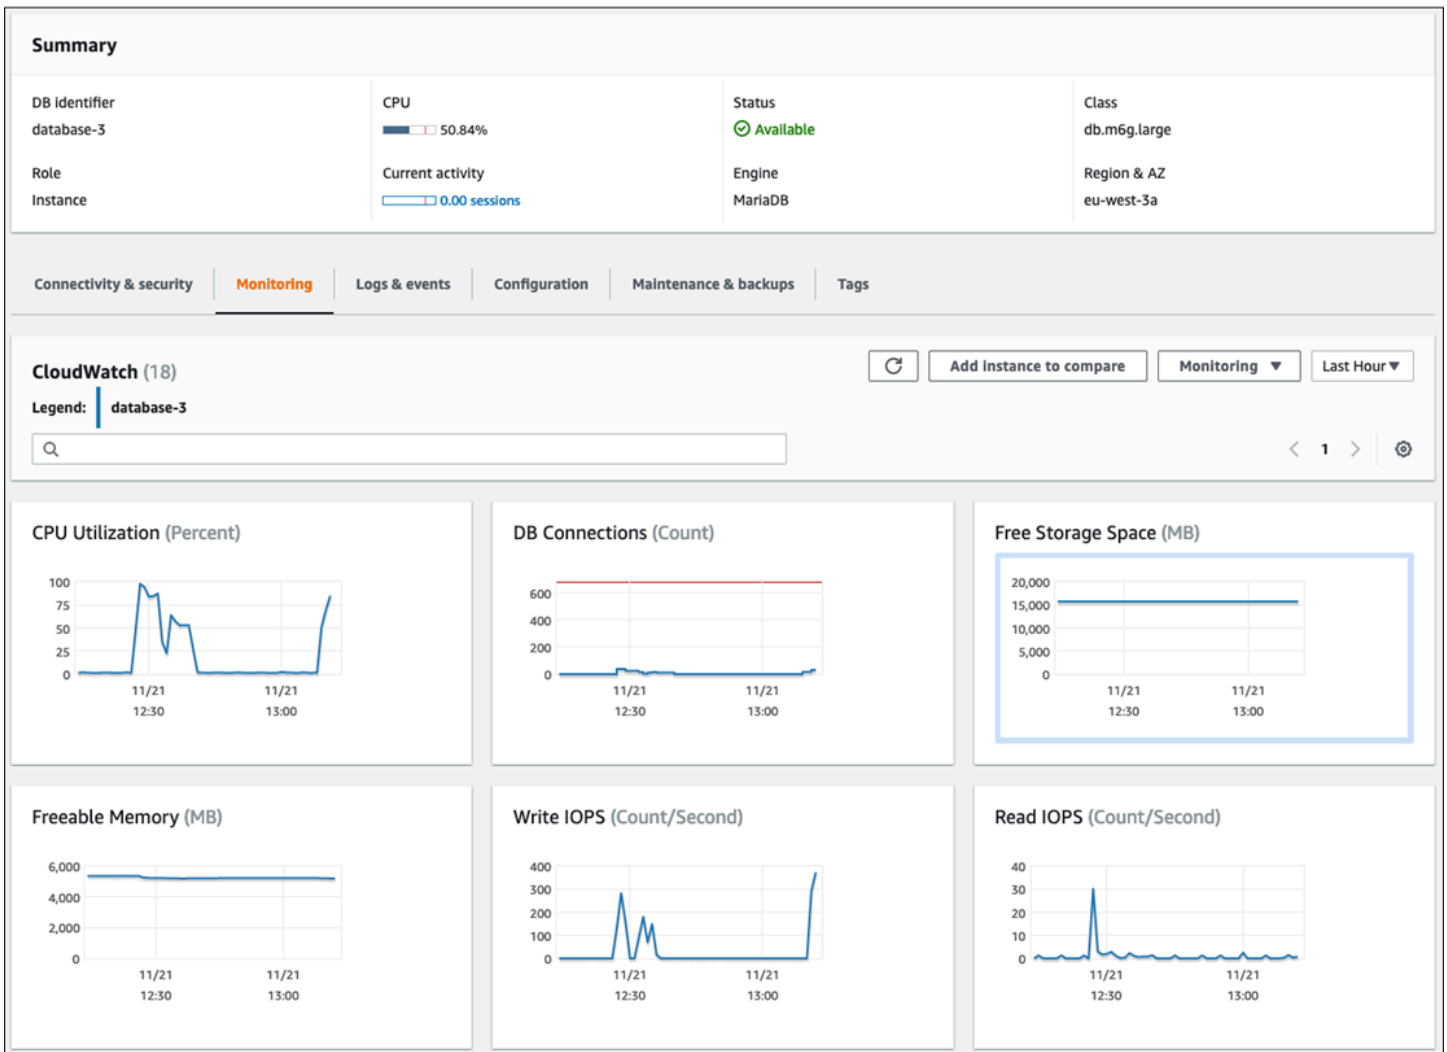 Summary
DB identifier
database-3
CPU
50.84%
Status
Available
Class
db.m6g.large
Role
Instance
Current activity
0.00 sessions
Engine
MariaDB
Region & AZ
eu-west-3a
Connectivity & security
Monitoring
Logs & events
Configuration
Maintenance & backups
Tags
CloudWatch (18)
Add instance to compare
Monitoring
Last Hour
Legend: database-3
1
CPU Utilization (Percent)
100
75
50
25
0
11/21 11/21
12:30 13:00
DB Connections (Count)
600
400
200
0
11/21 11/21
12:30 13:00
Free Storage Space (MB)
20,000
15,000
10,000
5,000
0
11/21 11/21
12:30 13:00
Freeable Memory (MB)
6,000
4,000
2,000
0
11/21 11/21
12:30 13:00
Write IOPS (Count/Second)
400
300
200
100
0
11/21 11/21
12:30 13:00
Read IOPS (Count/Second)
40
30
20
10
0
11/21 11/21
12:30 13:00